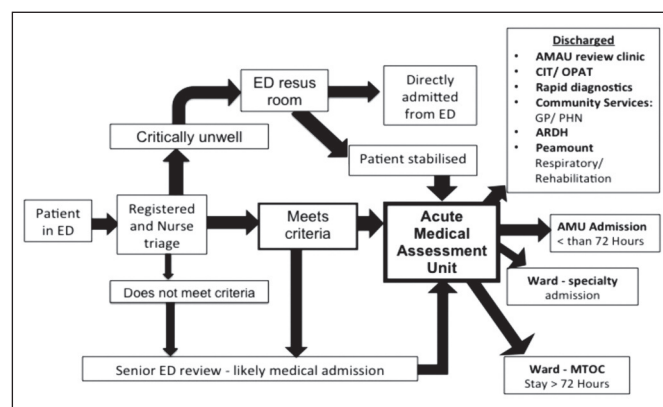 Discharged
• AMAU review clinic
• CIT/ OPAT
• Rapid diagnostics
• Community Services:
GP/ PHN
• ARDH
• Peamount
Respiratory/
Rehabilitation
ED resus
room
Directly
admitted
from ED
Critically unwell
Patient stabilised
Patient
in ED
Registered
and Nurse
triage
Meets
criteria
Acute
Medical
Assessment
Unit
AMU Admission
< than 72 Hours
Does not meet criteria
Ward - specialty
admission
Senior ED review - likely medical admission
Ward - MTOC
Stay > 72 Hours